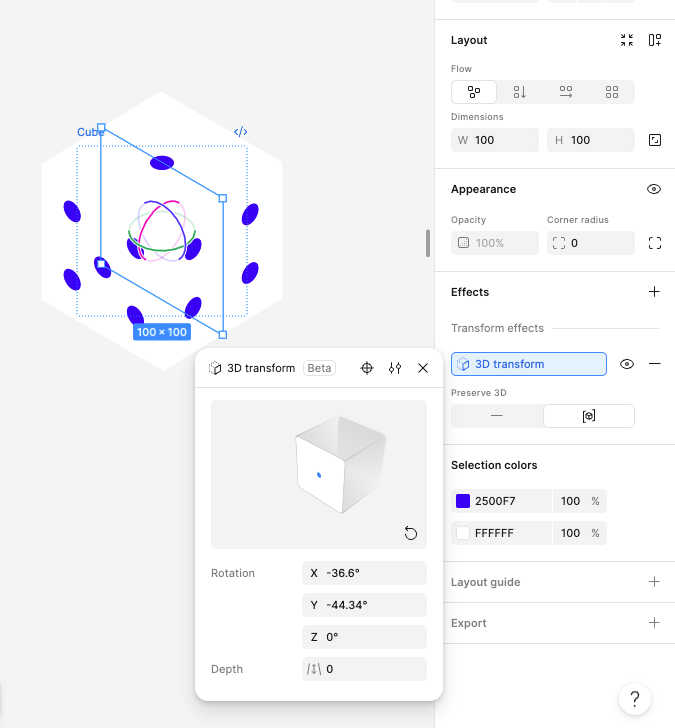 Layout
Flow
Dimensions
W 100 H 100
Cube </>
Appearance
Opacity Corner radius
100% 0
Effects
Transform effects
100 × 100
3D transform
3D transform Beta
Preserve 3D
Selection colors
2500F7 100 %
FFFFFF 100 %
Rotation X -36.6°
Y -44.34°
Z 0°
Depth 0
Layout guide
Export
?